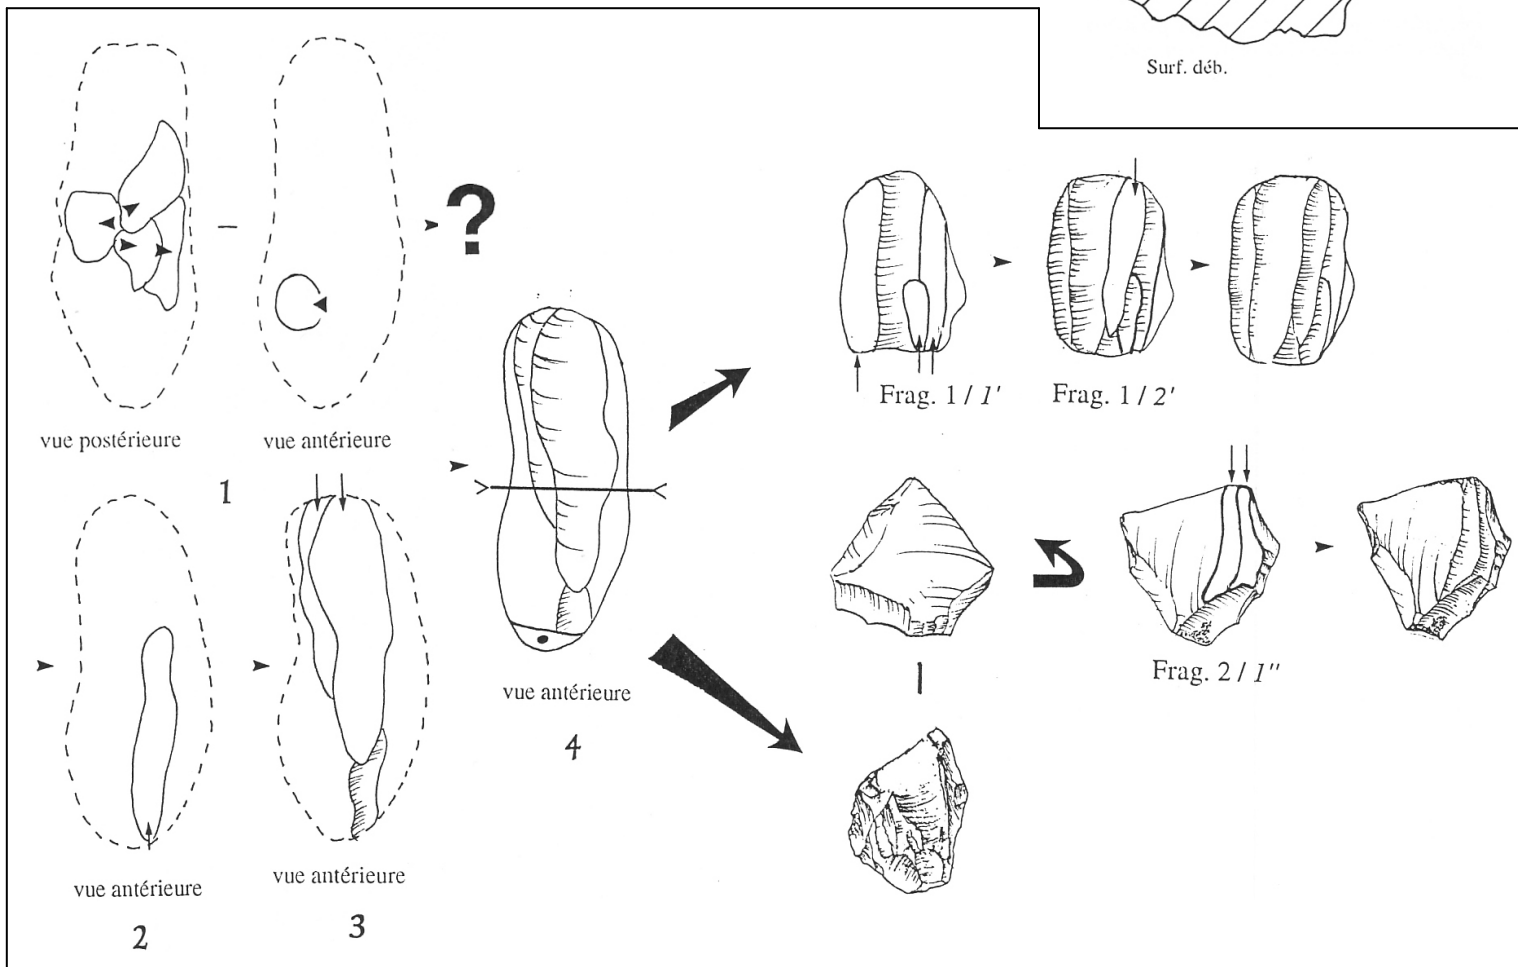 Surf. déb.
?
vue postérieure
vue antérieure
1
Frag. 1 / 1'
Frag. 1 / 2'
vue antérieure
2
vue antérieure
3
vue antérieure
4
Frag. 2 / 1"